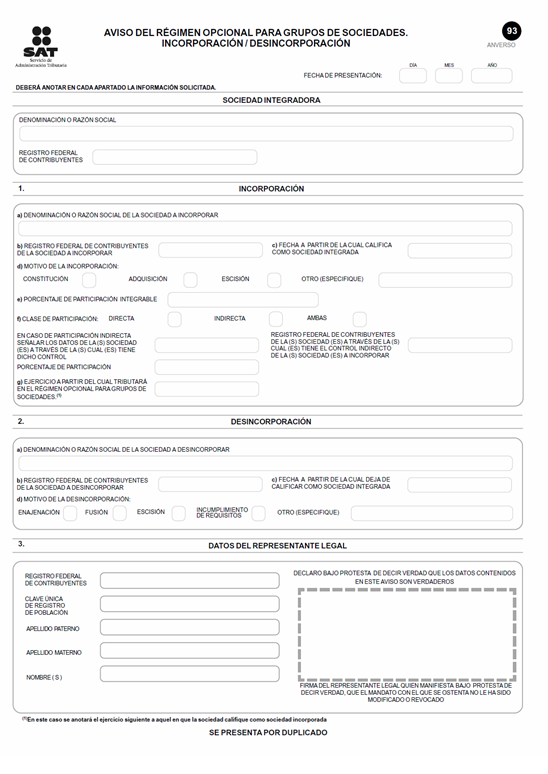 AVISO DEL RÉGIMEN OPCIONAL PARA GRUPOS DE SOCIEDADES.
INCORPORACIÓN / DESINCORPORACIÓN
93
ANVERSO
SAT
Servicio de
Administración Tributaria
FECHA DE PRESENTACIÓN:
DÍA
MES
AÑO
DEBERÁ ANOTAR EN CADA APARTADO LA INFORMACIÓN SOLICITADA.
SOCIEDAD INTEGRADORA
DENOMINACIÓN O RAZÓN SOCIAL
REGISTRO FEDERAL
DE CONTRIBUYENTES
1.
INCORPORACIÓN
a) DENOMINACIÓN O RAZÓN SOCIAL DE LA SOCIEDAD A INCORPORAR
b) REGISTRO FEDERAL DE CONTRIBUYENTES
DE LA SOCIEDAD A INCORPORAR
c) FECHA A PARTIR DE LA CUAL CALIFICA
COMO SOCIEDAD INTEGRADA
d) MOTIVO DE LA INCORPORACIÓN:
CONSTITUCIÓN
ADQUISICIÓN
ESCISIÓN
OTRO (ESPECIFIQUE)
e) PORCENTAJE DE PARTICIPACIÓN INTEGRABLE
f) CLASE DE PARTICIPACIÓN:
DIRECTA
INDIRECTA
AMBAS
EN CASO DE PARTICIPACIÓN INDIRECTA
SEÑALAR LOS DATOS DE LA (S) SOCIEDAD
(ES) A TRAVÉS DE LA (S) CUAL (ES) TIENE
DICHO CONTROL
REGISTRO FEDERAL DE CONTRIBUYENTES
DE LA (S) SOCIEDAD (ES) A TRAVÉS DE LA (S)
CUAL (ES) TIENE EL CONTROL INDIRECTO
DE LA (S) SOCIEDAD (ES) A INCORPORAR
PORCENTAJE DE PARTICIPACIÓN
g) EJERCICIO A PARTIR DEL CUAL TRIBUTARÁ
EN EL RÉGIMEN OPCIONAL PARA GRUPOS DE
SOCIEDADES.(1)
2.
DESINCORPORACIÓN
a) DENOMINACIÓN O RAZÓN SOCIAL DE LA SOCIEDAD A DESINCORPORAR
b) REGISTRO FEDERAL DE CONTRIBUYENTES
DE LA SOCIEDAD A DESINCORPORAR
c) FECHA A PARTIR DE LA CUAL DEJA DE
CALIFICAR COMO SOCIEDAD INTEGRADA
d) MOTIVO DE LA DESINCORPORACIÓN:
ENAJENACIÓN
FUSIÓN
ESCISIÓN
INCUMPLIMIENTO
DE REQUISITOS
OTRO (ESPECIFIQUE)
3.
DATOS DEL REPRESENTANTE LEGAL
REGISTRO FEDERAL
DE CONTRIBUYENTES
CLAVE ÚNICA
DE REGISTRO
DE POBLACIÓN
APELLIDO PATERNO
APELLIDO MATERNO
NOMBRE ( S )
DECLARO BAJO PROTESTA DE DECIR VERDAD QUE LOS DATOS CONTENIDOS
EN ESTE AVISO SON VERDADEROS
FIRMA DEL REPRESENTANTE LEGAL QUIEN MANIFIESTA BAJO PROTESTA DE
DECIR VERDAD, QUE EL MANDATO CON EL QUE SE OSTENTA NO LE HA SIDO
MODIFICADO O REVOCADO
(1)En este caso se anotará el ejercicio siguiente a aquel en que la sociedad califique como sociedad incorporada
SE PRESENTA POR DUPLICADO